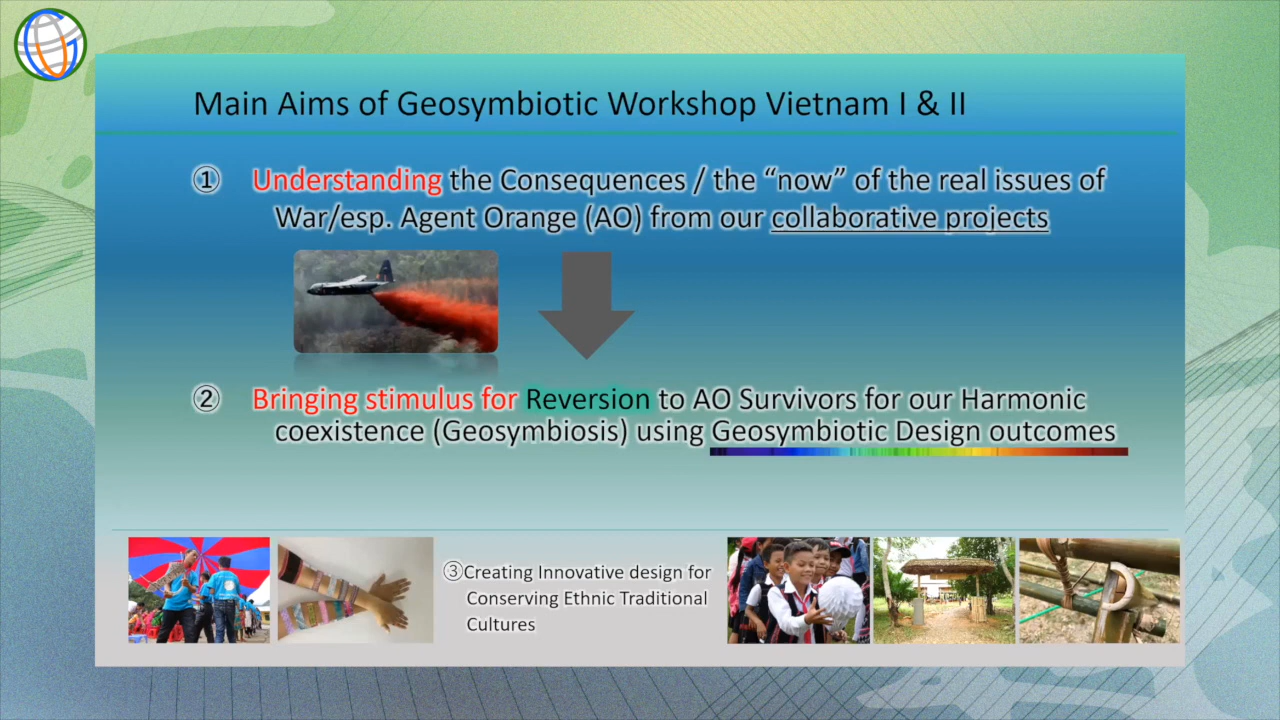 Main Aims of Geosymbiotic Workshop Vietnam I & II
① Understanding the Consequences / the “now” of the real issues of
War/esp. Agent Orange (AO) from our collaborative projects
② Bringing stimulus for Reversion to AO Survivors for our Harmonic
coexistence (Geosymbiosis) using Geosymbiotic Design outcomes
③Creating Innovative design for
Conserving Ethnic Traditional
Cultures